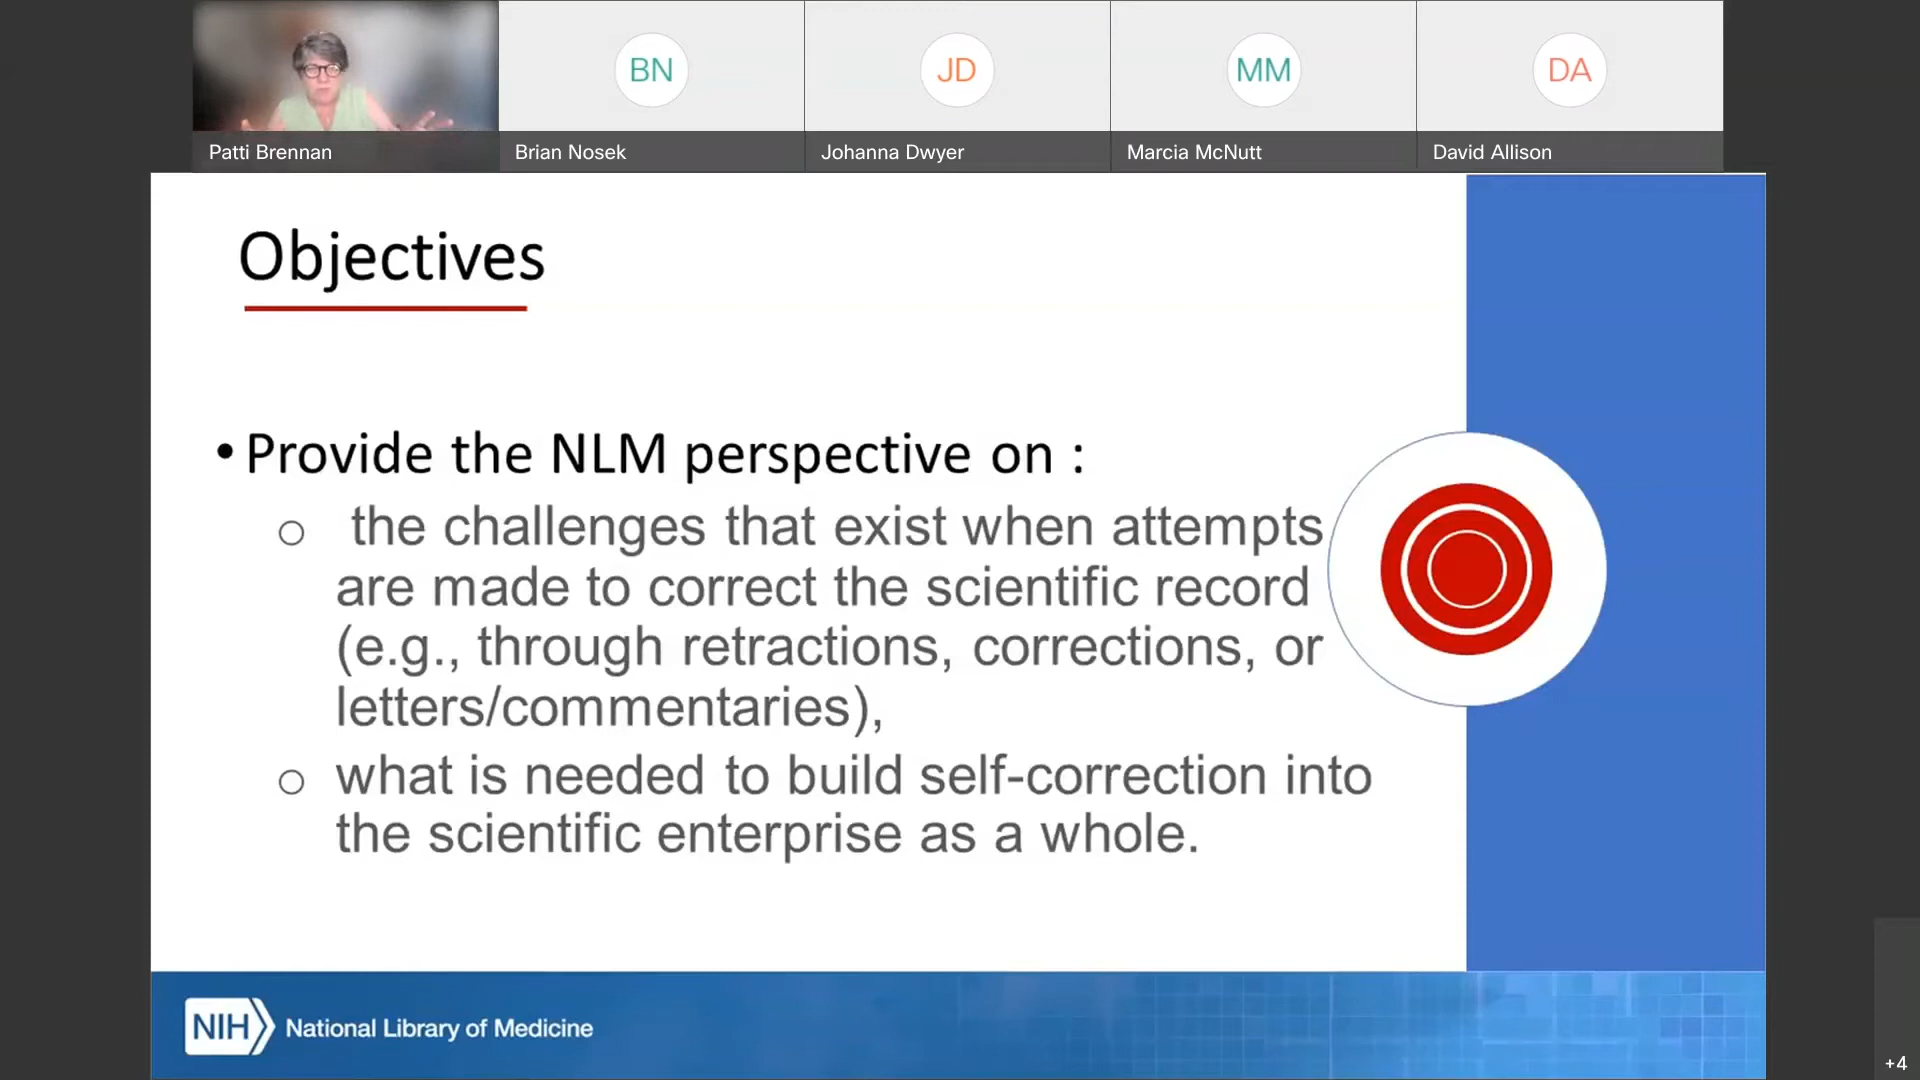 BN
JD
MM
DA
Patti Brennan
Brian Nosek
Johanna Dwyer
Marcia McNutt
David Allison
Objectives
• Provide the NLM perspective on :
○ the challenges that exist when attempts
are made to correct the scientific record
(e.g., through retractions, corrections, or
letters/commentaries),
○ what is needed to build self-correction into
the scientific enterprise as a whole.
NIH National Library of Medicine
+4